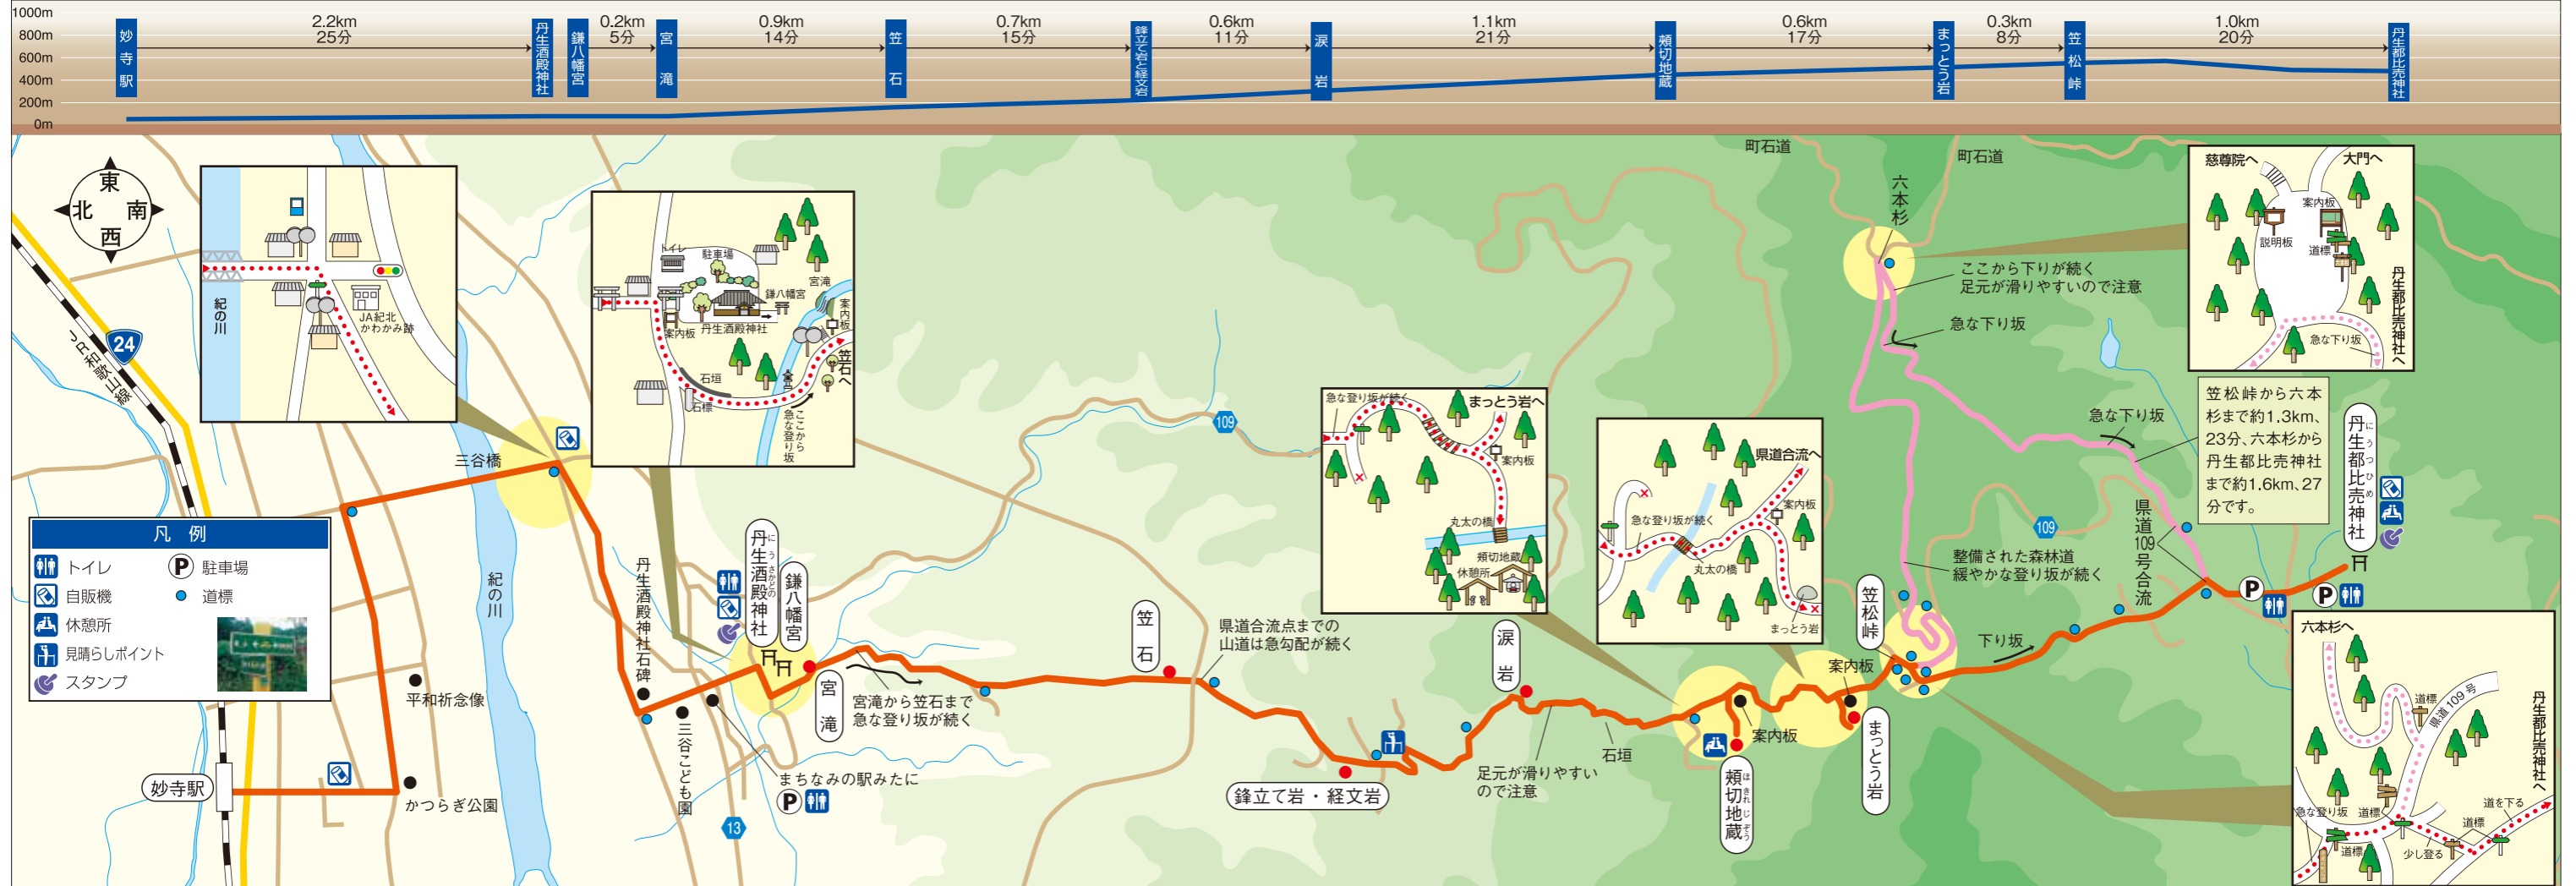 1000m
800m
600m
400m
200m
0m
妙寺駅
2.2km
25分
丹生酒殿神社
鎌八幡宮
0.2km
5分
宮滝
0.9km
14分
笠石
0.7km
15分
鋒立て岩と経文岩
0.6km
11分
涙岩
1.1km
21分
頬切地蔵
0.6km
17分
まっとう岩
0.3km
8分
笠松峠
1.0km
20分
丹生都比売神社
東
北 南
西
24
JR和歌山線
紀の川
JA紀北
かわかみ跡
三谷橋
凡 例
トイレ
駐車場
自販機
道標
休憩所
見晴らしポイント
スタンプ
P
妙寺駅
平和祈念像
かつらぎ公園
紀の川
トイレ
駐車場
宮滝
鎌八幡宮
案内板
案内板
丹生酒殿神社
笠石へ
石垣
石標
ここから
急な登り坂
丹生酒殿神社石碑
三谷こども園
まちなみの駅みたに
P
13
丹生酒殿神社
にうさかどの
鎌八幡宮
宮滝
宮滝から笠石まで
急な登り坂が続く
109
笠石
県道合流点までの
山道は急勾配が続く
鋒立て岩・経文岩
涙岩
足元が滑りやすい
ので注意
石垣
急な登り坂が続く
まっとう岩へ
案内板
丸太の橋
頬切地蔵
休憩所
案内板
頬切地蔵
ほきれじぞう
県道合流へ
案内板
急な登り坂が続く
丸太の橋
まっとう岩
案内板
まっとう岩
笠松峠
町石道
町石道
六本杉
ここから下りが続く
足元が滑りやすいので注意
急な下り坂
急な下り坂
整備された森林道
緩やかな登り坂が続く
109
下り坂
県道109号合流
慈尊院へ
大門へ
案内板
説明板
道標
丹生都比売神社へ
急な下り坂
笠松峠から六本
杉まで約1.3km、
23分、六本杉から
丹生都比売神社
まで約1.6km、27
分です。
丹生都比売神社
にうつひめ
P
P
六本杉へ
道標
県道109号
丹生都比売神社へ
急な登り坂
道標
道標
道を下る
道標
少し登る